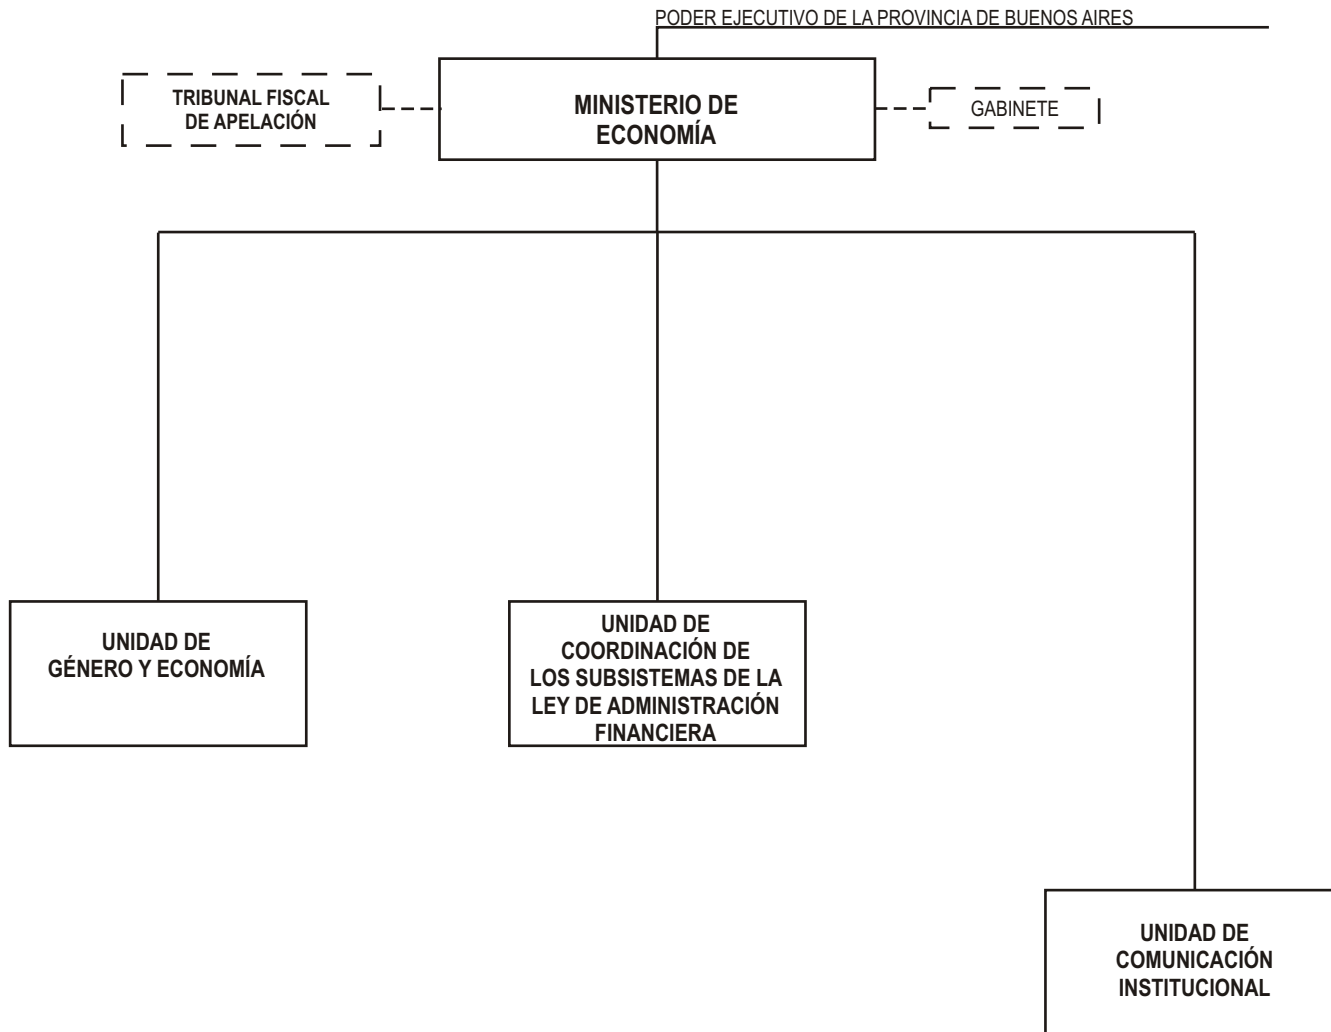 PODER EJECUTIVO DE LA PROVINCIA DE BUENOS AIRES
TRIBUNAL FISCAL
DE APELACIÓN
MINISTERIO DE
ECONOMÍA
GABINETE
UNIDAD DE
GÉNERO Y ECONOMÍA
UNIDAD DE
COORDINACIÓN DE
LOS SUBSISTEMAS DE LA
LEY DE ADMINISTRACIÓN
FINANCIERA
UNIDAD DE
COMUNICACIÓN
INSTITUCIONAL